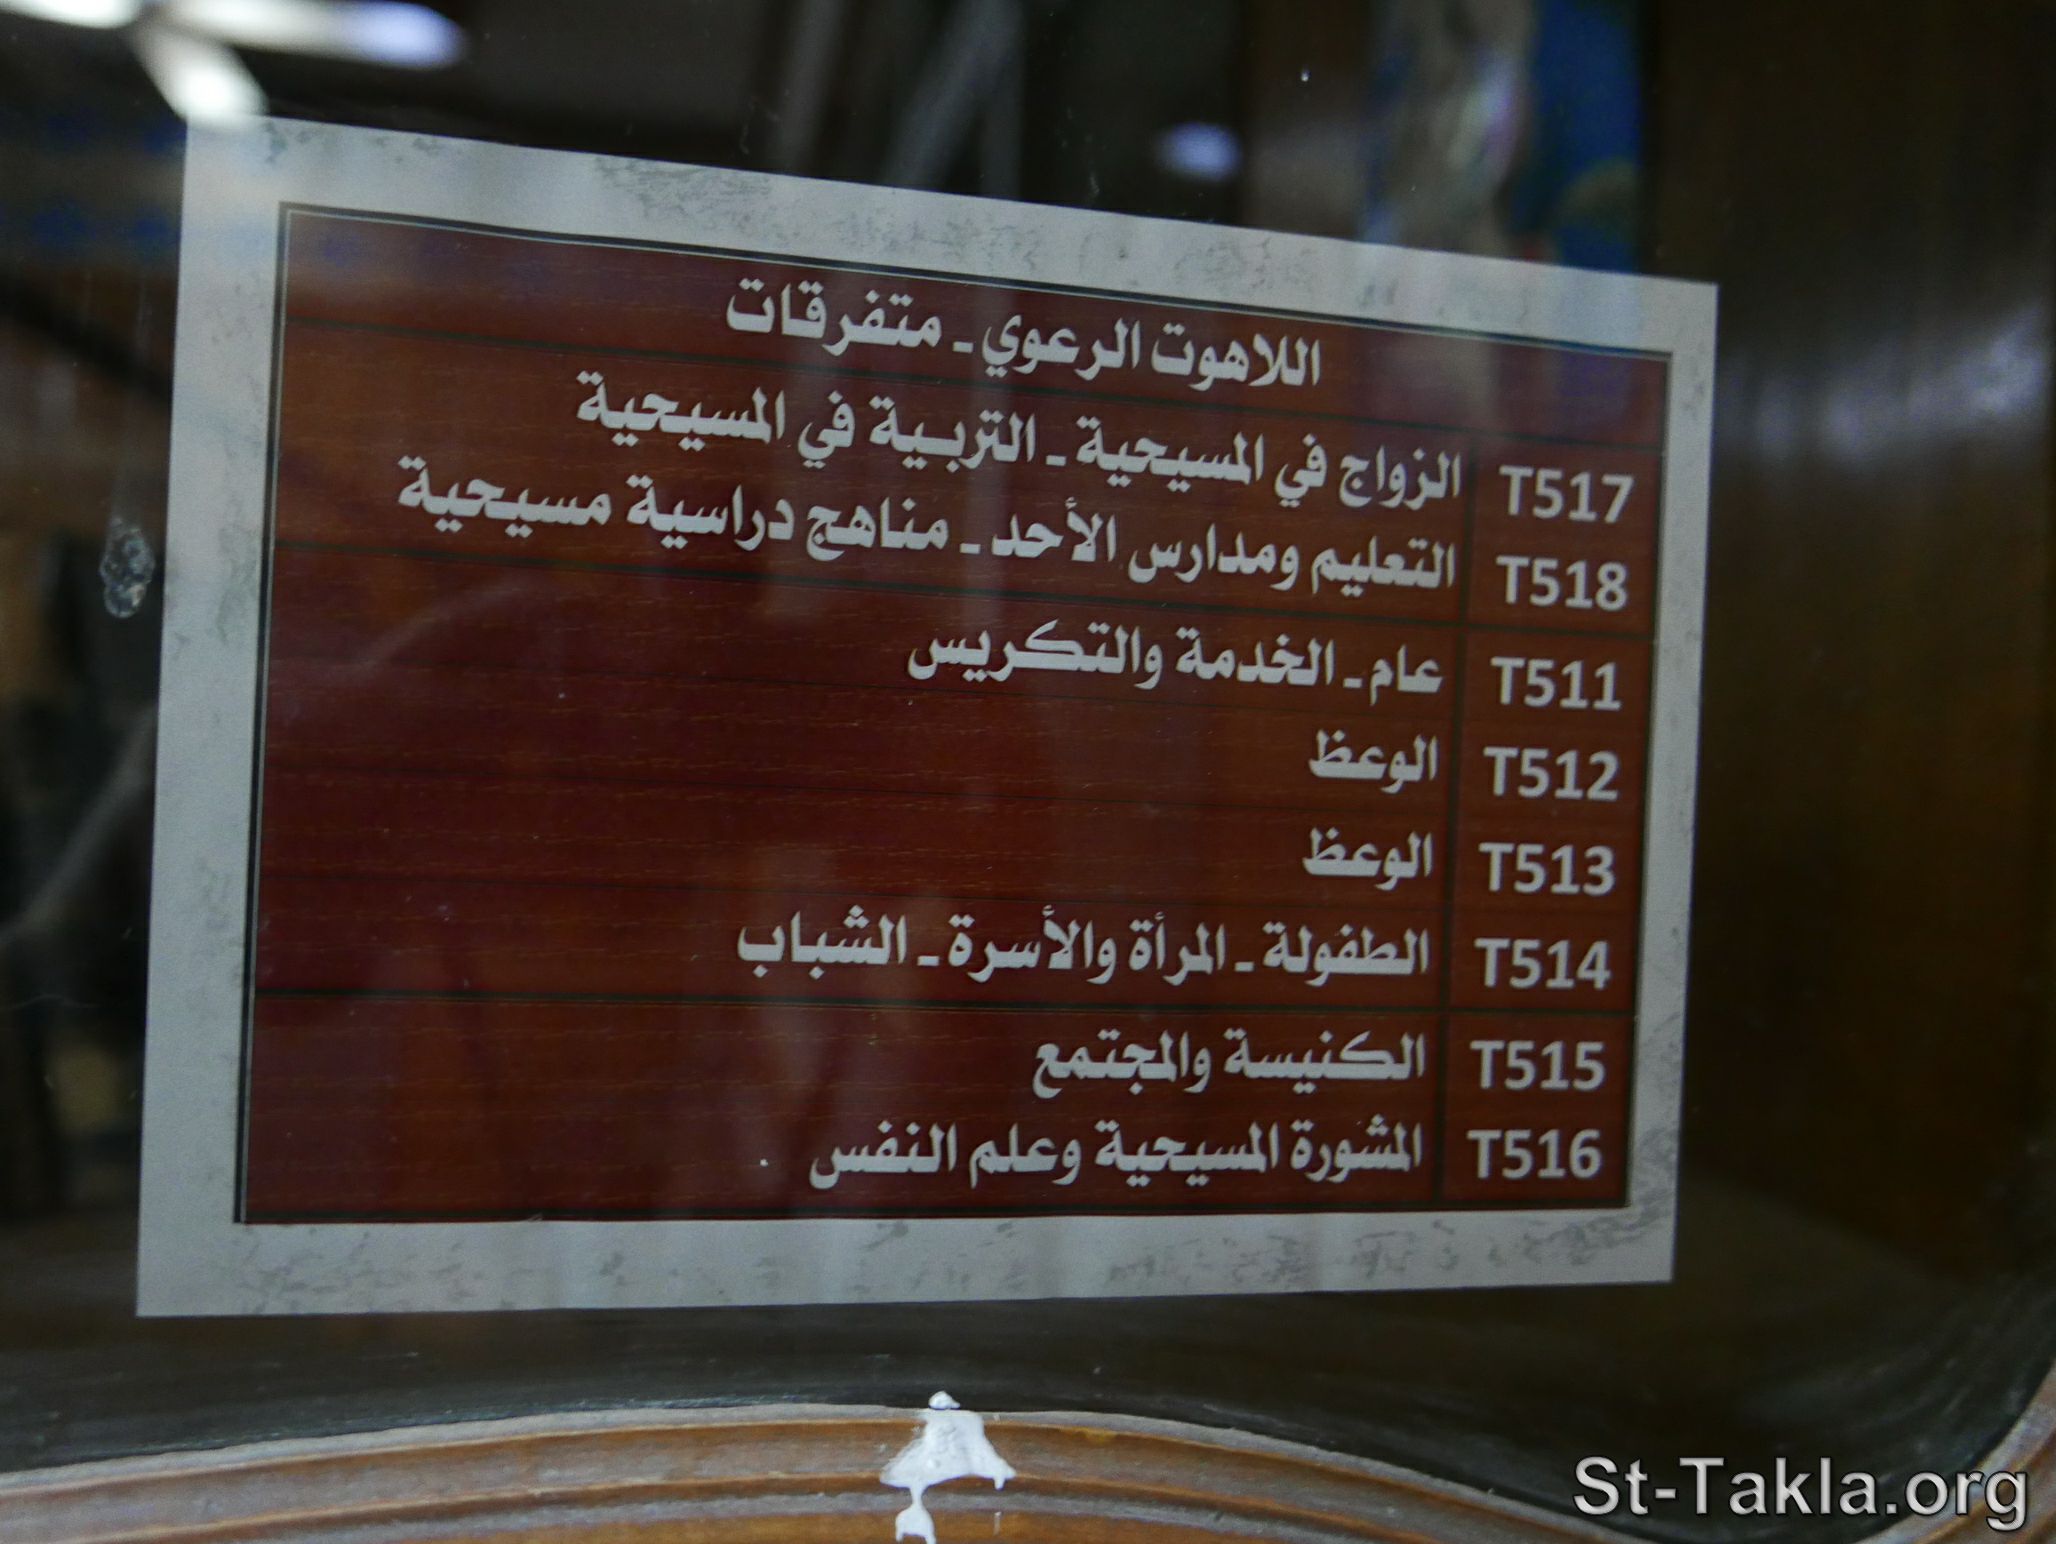 اللاهوت الرعوي - متفرقات
T517 الزواج في المسيحية - التربية في المسيحية
T518 التعليم ومدارس الأحد - مناهج دراسية مسيحية
T511 عام - الخدمة والتكريس
T512 الوعظ
T513 الوعظ
T514 الطفولة - المرأة والأسرة - الشباب
T515 الكنيسة والمجتمع
T516 المشورة المسيحية وعلم النفس
St-Takla.org